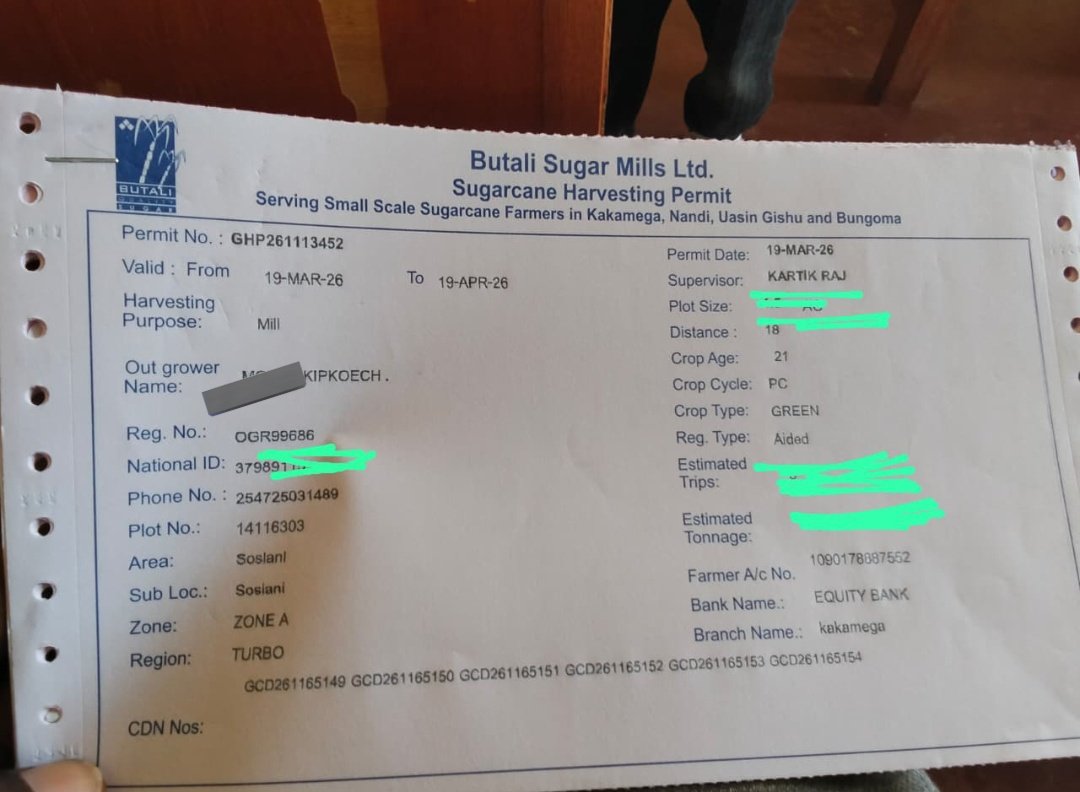 BUTALI
QUALITY
SUGAR
Butali Sugar Mills Ltd.
Sugarcane Harvesting Permit
Serving Small Scale Sugarcane Farmers in Kakamega, Nandi, Uasin Gishu and Bungoma
Permit No. : GHP261113452
Valid : From 19-MAR-26 To 19-APR-26
Harvesting
Purpose: Mill
Out grower
Name: KIPKOECH .
Reg. No.: OGR99686
National ID: 379891
Phone No. : 254725031489
Plot No.: 14116303
Area: Sosiani
Sub Loc.: Sosiani
Zone: ZONE A
Region: TURBO
Permit Date: 19-MAR-26
Supervisor: KARTIK RAJ
Plot Size: AC
Distance : 18
Crop Age: 21
Crop Cycle: PC
Crop Type: GREEN
Reg. Type: Aided
Estimated
Trips:
Estimated
Tonnage:
Farmer A/c No. 1090178887552
Bank Name.: EQUITY BANK
Branch Name.: kakamega
GCD261165149 GCD261165150 GCD261165151 GCD261165152 GCD261165153 GCD261165154
CDN Nos: